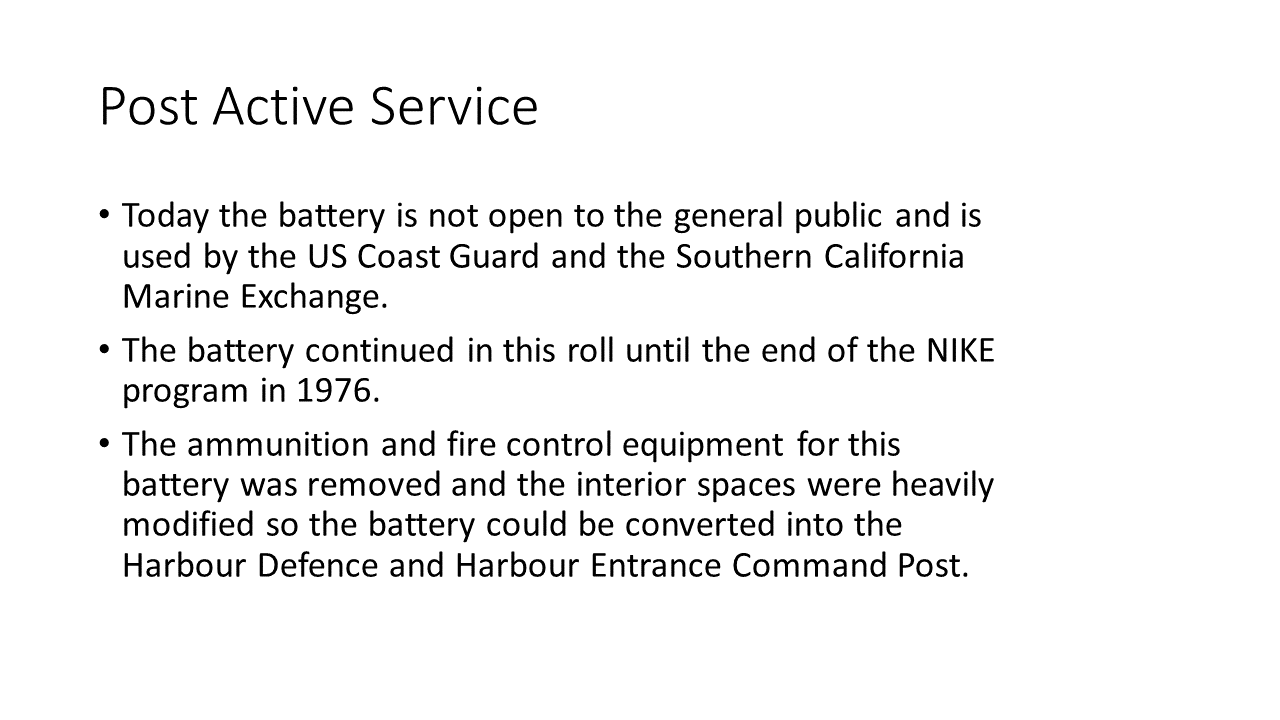 Post Active Service
• Today the battery is not open to the general public and is
used by the US Coast Guard and the Southern California
Marine Exchange.
• The battery continued in this roll until the end of the NIKE
program in 1976.
• The ammunition and fire control equipment for this
battery was removed and the interior spaces were heavily
modified so the battery could be converted into the
Harbour Defence and Harbour Entrance Command Post.